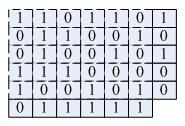 1 1 0 1 1 0 1
0 1 1 0 0 1 0
0 1 0 0 1 0 1
1 1 1 0 0 0 0
1 0 0 1 0 1 0
0 1 1 1 1 1